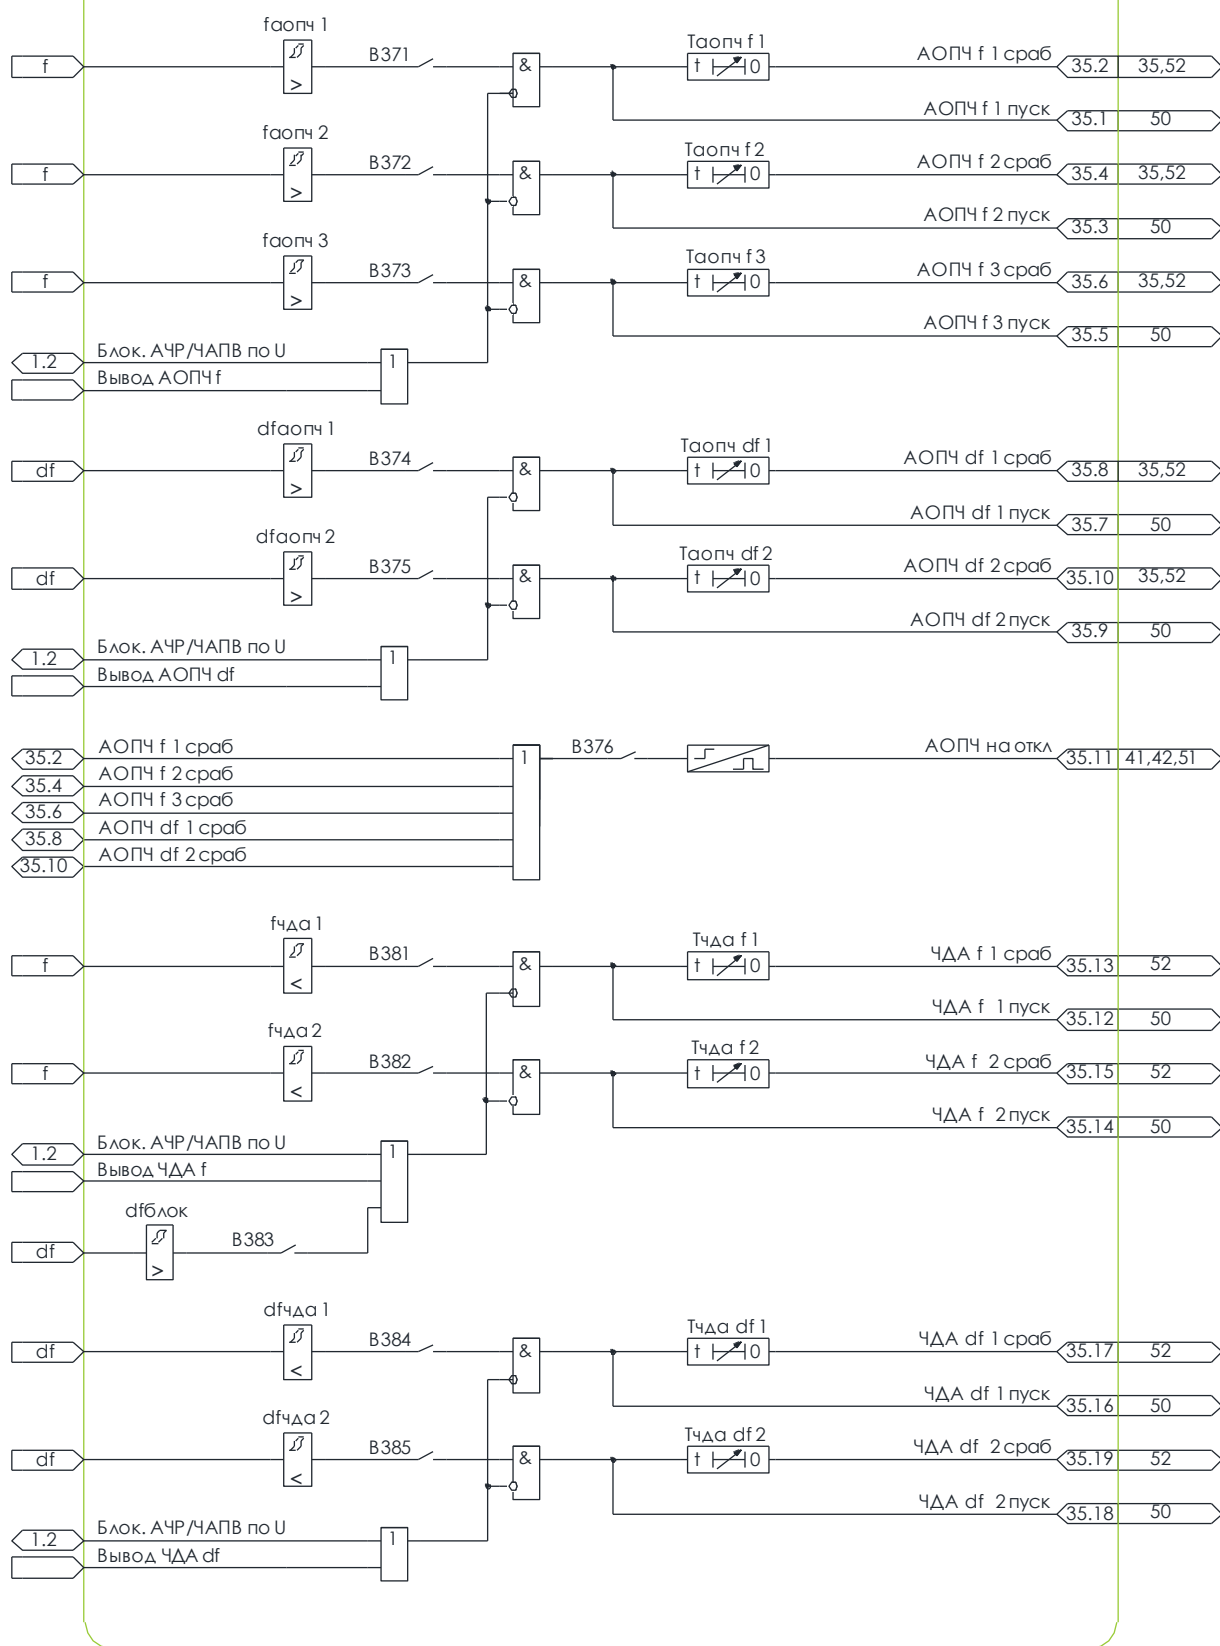 fаопч 1
f
>
В371
&
Tаопч f 1
t 0
АОПЧ f 1 сраб
35.2 35,52
АОПЧ f 1 пуск
35.1 50
fаопч 2
f
>
В372
&
Tаопч f 2
t 0
АОПЧ f 2 сраб
35.4 35,52
АОПЧ f 2 пуск
35.3 50
fаопч 3
f
>
В373
&
Tаопч f 3
t 0
АОПЧ f 3 сраб
35.6 35,52
АОПЧ f 3 пуск
35.5 50
1.2 Блок. АЧР/ЧАПВ по U
1
Вывод АОПЧ f
dfаопч 1
df
>
В374
&
Tаопч df 1
t 0
АОПЧ df 1 сраб
35.8 35,52
АОПЧ df 1 пуск
35.7 50
dfаопч 2
df
>
В375
&
Tаопч df 2
t 0
АОПЧ df 2 сраб
35.10 35,52
АОПЧ df 2 пуск
35.9 50
1.2 Блок. АЧР/ЧАПВ по U
1
Вывод АОПЧ df
35.2 АОПЧ f 1 сраб
1
В376
АОПЧ на откл
35.11 41,42,51
35.4 АОПЧ f 2 сраб
35.6 АОПЧ f 3 сраб
35.8 АОПЧ df 1 сраб
35.10 АОПЧ df 2 сраб
fчда 1
f
<
В381
&
Tчда f 1
t 0
ЧДА f 1 сраб
35.13 52
ЧДА f 1 пуск
35.12 50
fчда 2
f
<
В382
&
Tчда f 2
t 0
ЧДА f 2 сраб
35.15 52
ЧДА f 2 пуск
35.14 50
1.2 Блок. АЧР/ЧАПВ по U
1
Вывод ЧДА f
dfблок
df
>
В383
dfчда 1
df
<
В384
&
Tчда df 1
t 0
ЧДА df 1 сраб
35.17 52
ЧДА df 1 пуск
35.16 50
dfчда 2
df
<
В385
&
Tчда df 2
t 0
ЧДА df 2 сраб
35.19 52
ЧДА df 2 пуск
35.18 50
1.2 Блок. АЧР/ЧАПВ по U
1
Вывод ЧДА df